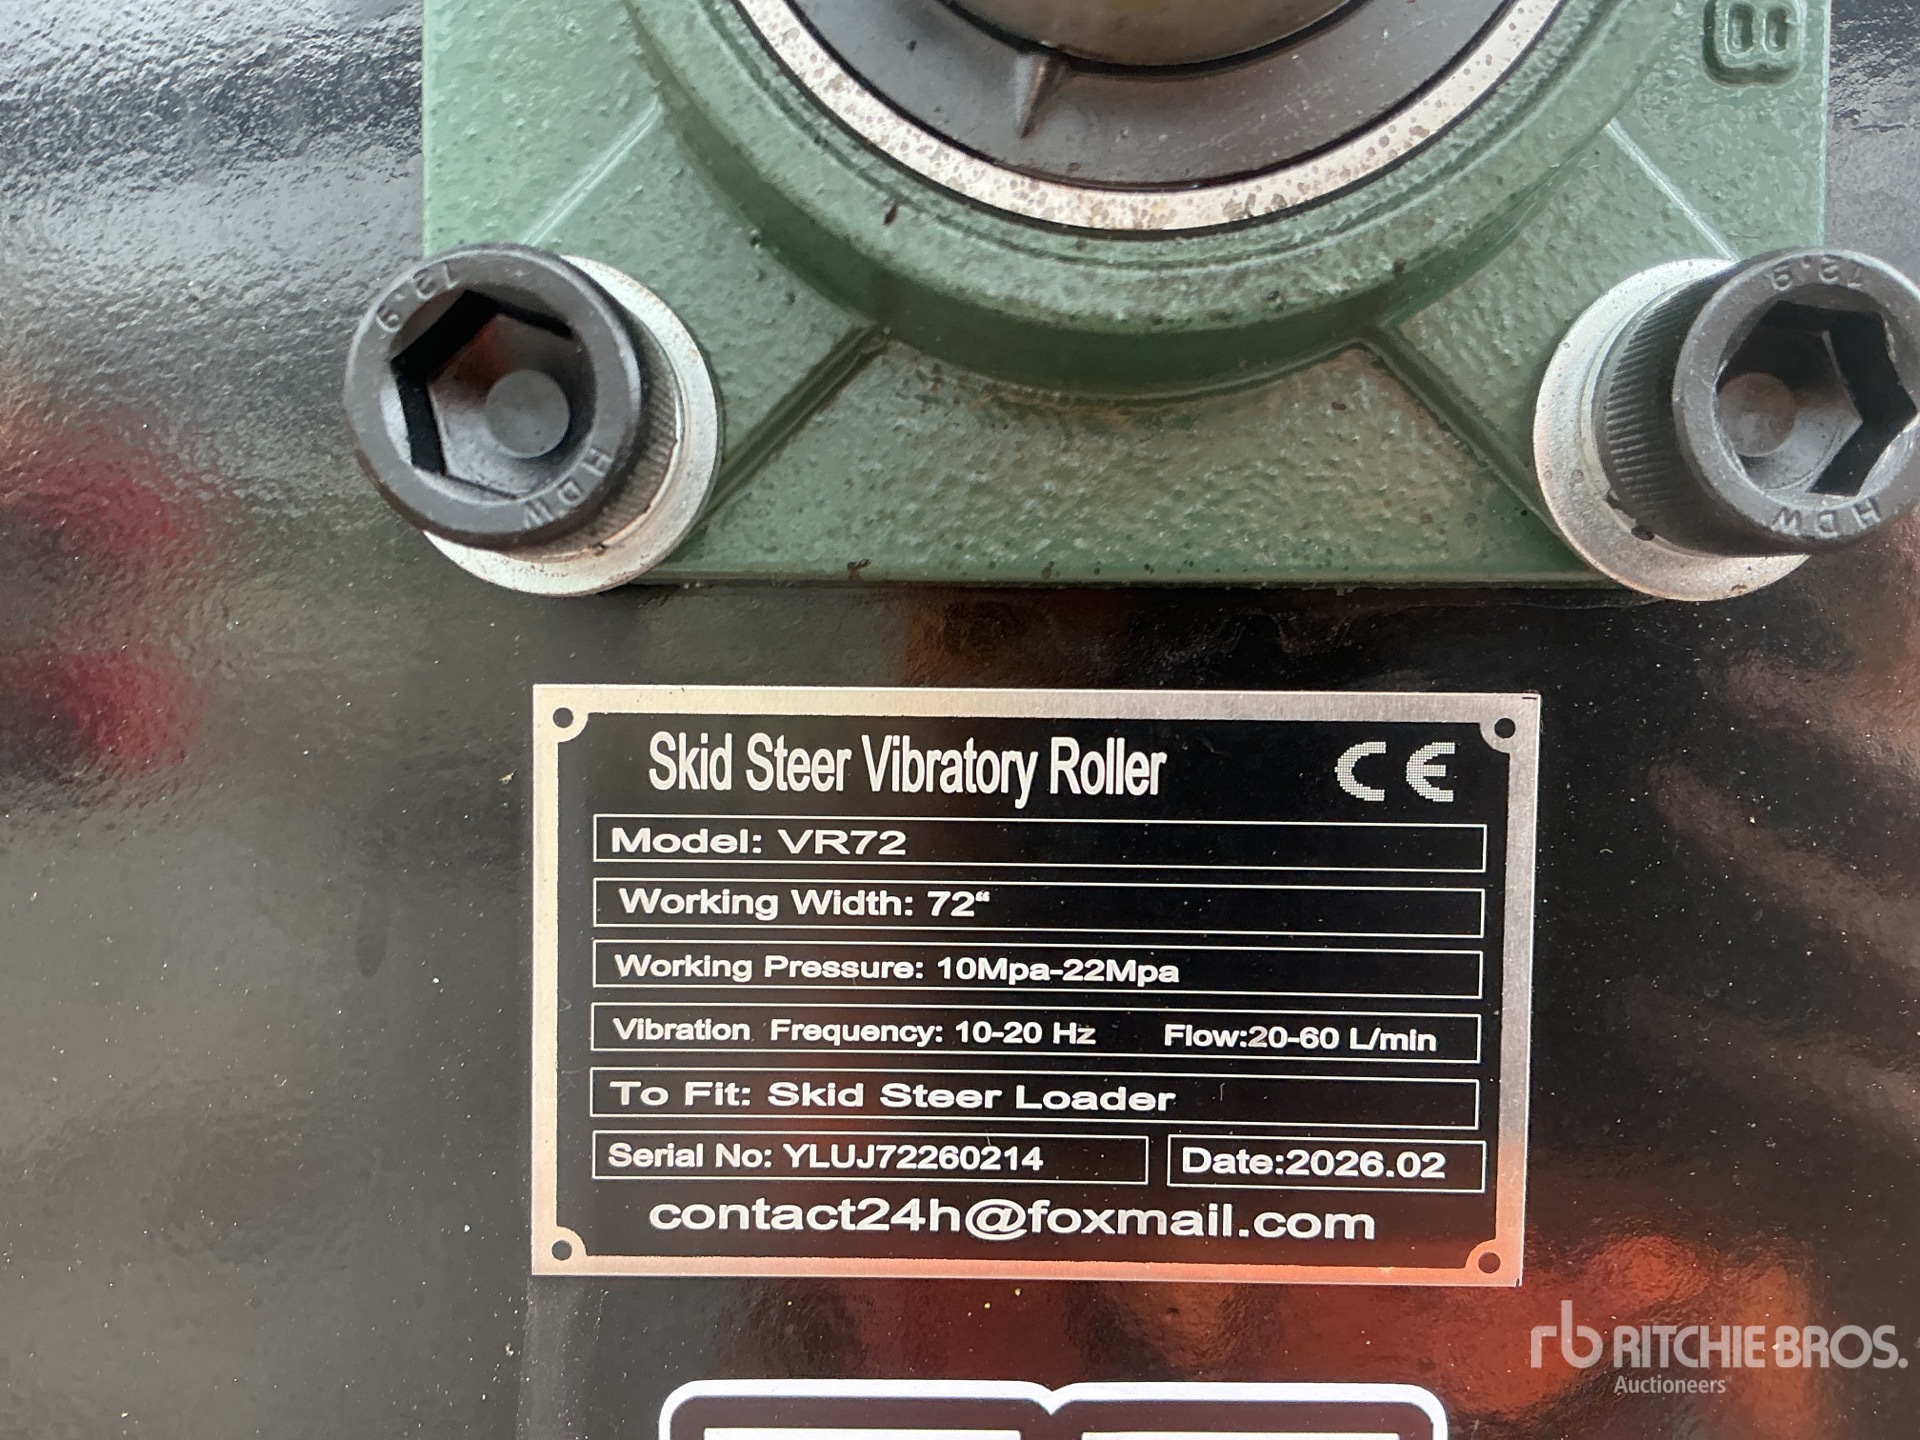 8
12.9
HDW
12.9
HDW
Skid Steer Vibratory Roller CE
Model: VR72
Working Width: 72“
Working Pressure: 10Mpa-22Mpa
Vibration Frequency: 10-20 Hz Flow:20-60 L/min
To Fit: Skid Steer Loader
Serial No: YLUJ72260214 Date:2026.02
contact24h@foxmail.com
rb RITCHIE BROS.
Auctioneers